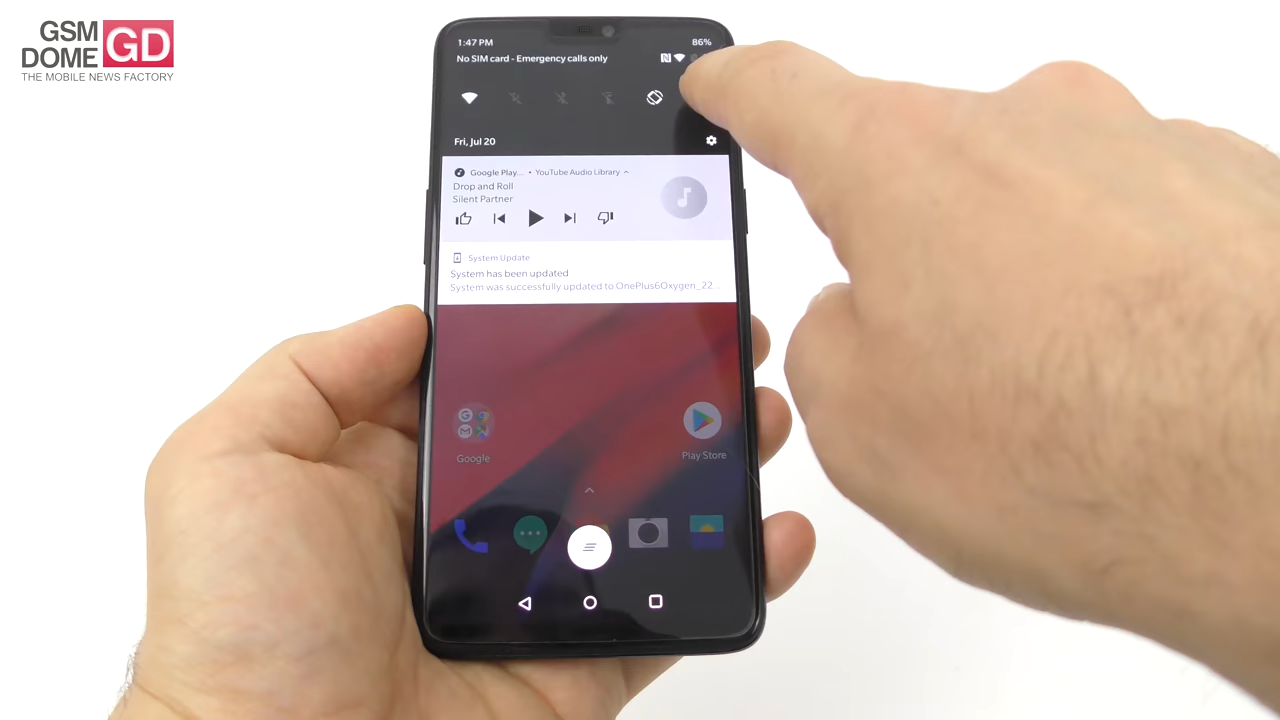 GSM
DOME GD
THE MOBILE NEWS FACTORY
1:47 PM 86%
No SIM card - Emergency calls only
Fri, Jul 20
Google Play... • YouTube Audio Library
Drop and Roll
Silent Partner
System Update
System has been updated
System was successfully updated to OnePlus6Oxygen_22...
G
M
Google
Play Store